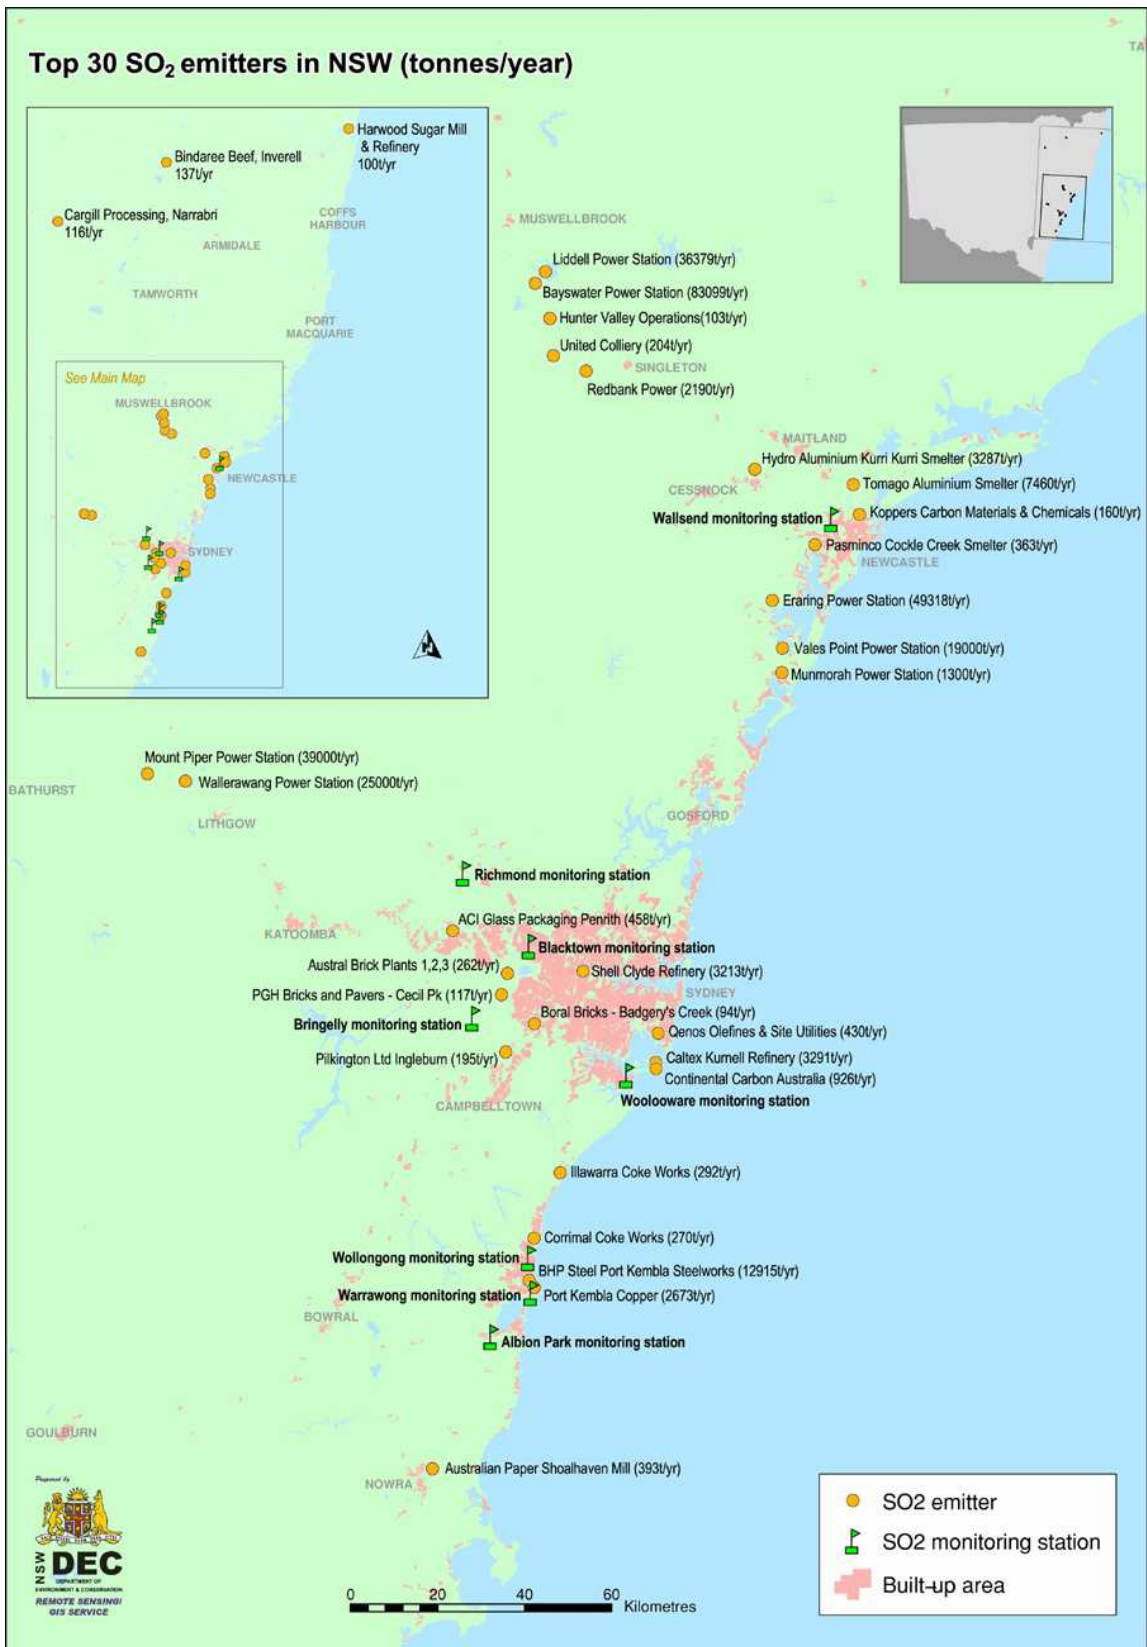 Top 30 SO₂ emitters in NSW (tonnes/year)
TA
Harwood Sugar Mill
& Refinery
100t/yr
Bindaree Beef, Inverell
137t/yr
Cargill Processing, Narrabri
116t/yr
COFFS
HARBOUR
ARMIDALE
TAMWORTH
PORT
MACQUARIE
See Main Map
MUSWELLBROOK
NEWCASTLE
SYDNEY
MUSWELLBROOK
Liddell Power Station (36379t/yr)
Bayswater Power Station (83099t/yr)
Hunter Valley Operations(103t/yr)
United Colliery (204t/yr)
SINGLETON
Redbank Power (2190t/yr)
MAITLAND
Hydro Aluminium Kurri Kurri Smelter (3287t/yr)
CESSNOCK
Tomago Aluminium Smelter (7460t/yr)
Wallsend monitoring station
Koppers Carbon Materials & Chemicals (160t/yr)
Pasminco Cockle Creek Smelter (363t/yr)
NEWCASTLE
Eraring Power Station (49318t/yr)
Vales Point Power Station (19000t/yr)
Munmorah Power Station (1300t/yr)
Mount Piper Power Station (39000t/yr)
Wallerawang Power Station (25000t/yr)
BATHURST
LITHGOW
GOSFORD
Richmond monitoring station
ACI Glass Packaging Penrith (458t/yr)
KATOOMBA
Blacktown monitoring station
Austral Brick Plants 1,2,3 (262t/yr)
Shell Clyde Refinery (3213t/yr)
PGH Bricks and Pavers - Cecil Pk (117t/yr)
SYDNEY
Boral Bricks - Badgery's Creek (94t/yr)
Bringelly monitoring station
Qenos Olefines & Site Utilities (430t/yr)
Pilkington Ltd Ingleburn (195t/yr)
Caltex Kurnell Refinery (3291t/yr)
Continental Carbon Australia (926t/yr)
CAMPBELLTOWN
Woolooware monitoring station
Illawarra Coke Works (292t/yr)
Corrimal Coke Works (270t/yr)
Wollongong monitoring station
BHP Steel Port Kembla Steelworks (12915t/yr)
Warrawong monitoring station
Port Kembla Copper (2673t/yr)
BOWRAL
Albion Park monitoring station
GOULBURN
Australian Paper Shoalhaven Mill (393t/yr)
NOWRA
Prepared by
NSW
DEC
DEPARTMENT OF
ENVIRONMENT & CONSERVATION
REMOTE SENSING/
GIS SERVICE
0 20 40 60
Kilometres
SO2 emitter
SO2 monitoring station
Built-up area